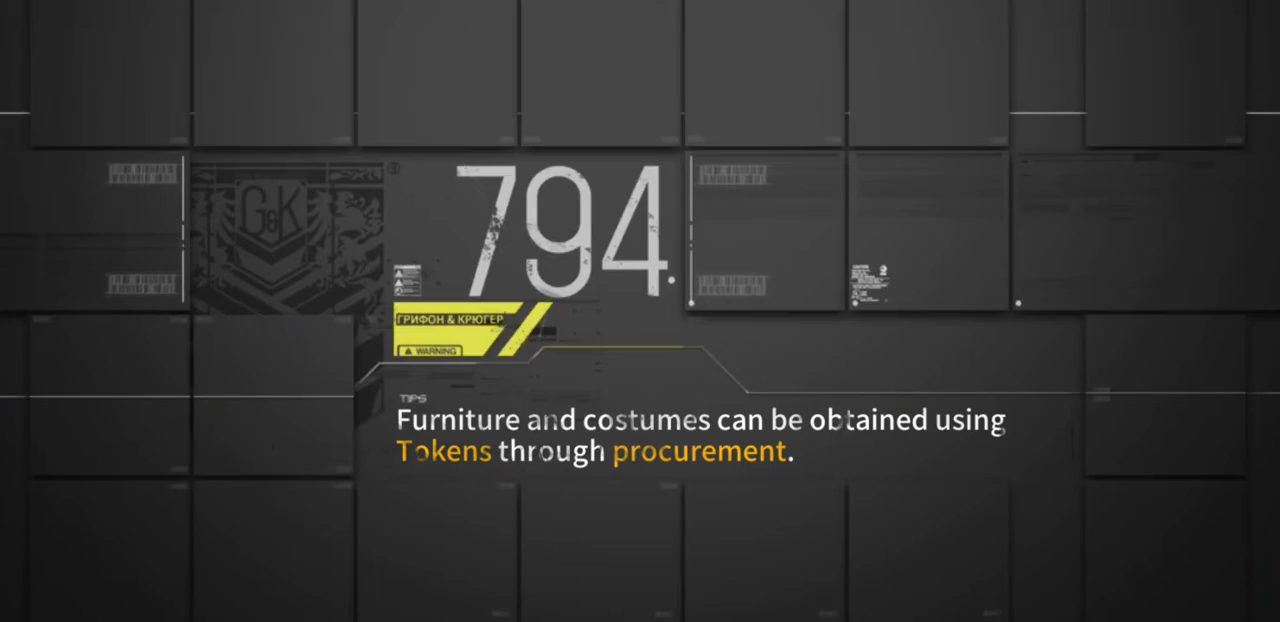 G&K
794.
ГРИФОН & КРЮГЕР
WARNING
TIPS
Furniture and costumes can be obtained using
Tokens through procurement.